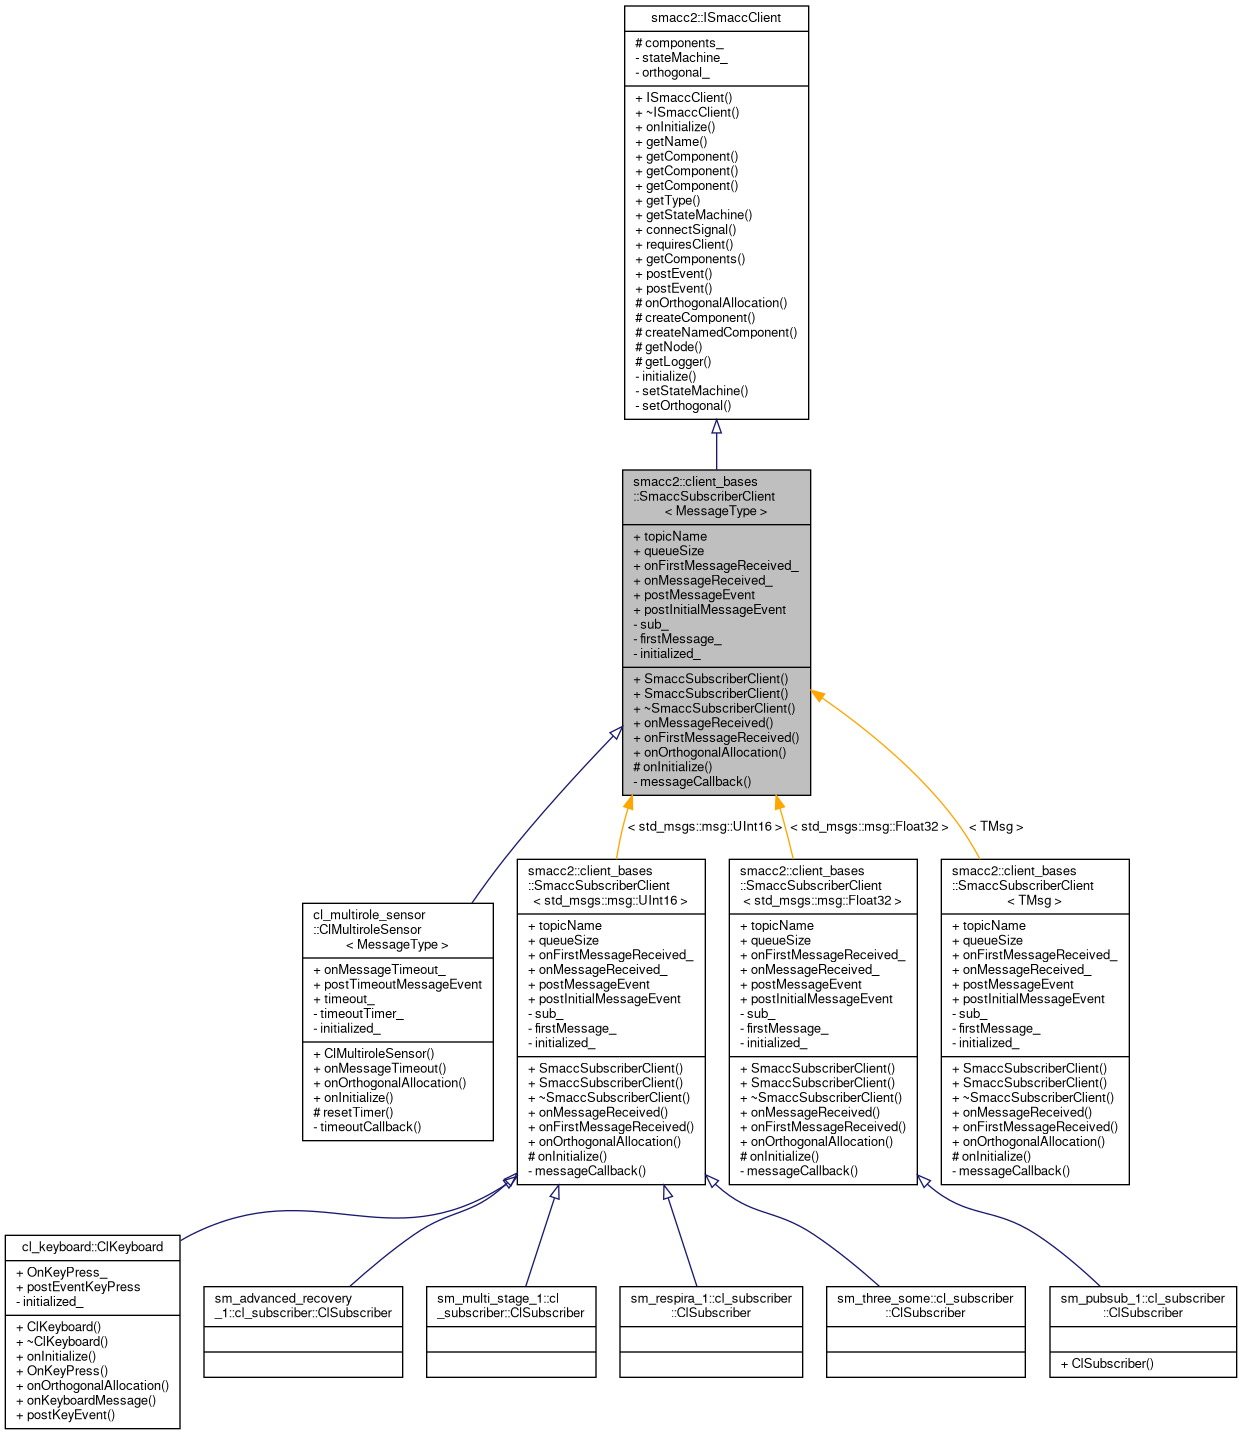 smacc2::ISmaccClient
# components_
- stateMachine_
- orthogonal_
+ ISmaccClient()
+ ~ISmaccClient()
+ onInitialize()
+ getName()
+ getComponent()
+ getComponent()
+ getComponent()
+ getType()
+ getStateMachine()
+ connectSignal()
+ requiresClient()
+ getComponents()
+ postEvent()
+ postEvent()
# onOrthogonalAllocation()
# createComponent()
# createNamedComponent()
# getNode()
# getLogger()
- initialize()
- setStateMachine()
- setOrthogonal()
smacc2::client_bases
::SmaccSubscriberClient
< MessageType >
+ topicName
+ queueSize
+ onFirstMessageReceived_
+ onMessageReceived_
+ postMessageEvent
+ postInitialMessageEvent
- sub_
- firstMessage_
- initialized_
+ SmaccSubscriberClient()
+ SmaccSubscriberClient()
+ ~SmaccSubscriberClient()
+ onMessageReceived()
+ onFirstMessageReceived()
+ onOrthogonalAllocation()
# onInitialize()
- messageCallback()
< std_msgs::msg::UInt16 >
< std_msgs::msg::Float32 >
< TMsg >
cl_multirole_sensor
::ClMultiroleSensor
< MessageType >
+ onMessageTimeout_
+ postTimeoutMessageEvent
+ timeout_
- timeoutTimer_
- initialized_
+ ClMultiroleSensor()
+ onMessageTimeout()
+ onOrthogonalAllocation()
+ onInitialize()
# resetTimer()
- timeoutCallback()
smacc2::client_bases
::SmaccSubscriberClient
< std_msgs::msg::UInt16 >
+ topicName
+ queueSize
+ onFirstMessageReceived_
+ onMessageReceived_
+ postMessageEvent
+ postInitialMessageEvent
- sub_
- firstMessage_
- initialized_
+ SmaccSubscriberClient()
+ SmaccSubscriberClient()
+ ~SmaccSubscriberClient()
+ onMessageReceived()
+ onFirstMessageReceived()
+ onOrthogonalAllocation()
# onInitialize()
- messageCallback()
smacc2::client_bases
::SmaccSubscriberClient
< std_msgs::msg::Float32 >
+ topicName
+ queueSize
+ onFirstMessageReceived_
+ onMessageReceived_
+ postMessageEvent
+ postInitialMessageEvent
- sub_
- firstMessage_
- initialized_
+ SmaccSubscriberClient()
+ SmaccSubscriberClient()
+ ~SmaccSubscriberClient()
+ onMessageReceived()
+ onFirstMessageReceived()
+ onOrthogonalAllocation()
# onInitialize()
- messageCallback()
smacc2::client_bases
::SmaccSubscriberClient
< TMsg >
+ topicName
+ queueSize
+ onFirstMessageReceived_
+ onMessageReceived_
+ postMessageEvent
+ postInitialMessageEvent
- sub_
- firstMessage_
- initialized_
+ SmaccSubscriberClient()
+ SmaccSubscriberClient()
+ ~SmaccSubscriberClient()
+ onMessageReceived()
+ onFirstMessageReceived()
+ onOrthogonalAllocation()
# onInitialize()
- messageCallback()
cl_keyboard::ClKeyboard
+ OnKeyPress_
+ postEventKeyPress
- initialized_
+ ClKeyboard()
+ ~ClKeyboard()
+ onInitialize()
+ OnKeyPress()
+ onOrthogonalAllocation()
+ onKeyboardMessage()
+ postKeyEvent()
sm_advanced_recovery
_1::cl_subscriber::ClSubscriber
sm_multi_stage_1::cl
_subscriber::ClSubscriber
sm_respira_1::cl_subscriber
::ClSubscriber
sm_three_some::cl_subscriber
::ClSubscriber
sm_pubsub_1::cl_subscriber
::ClSubscriber
+ ClSubscriber()